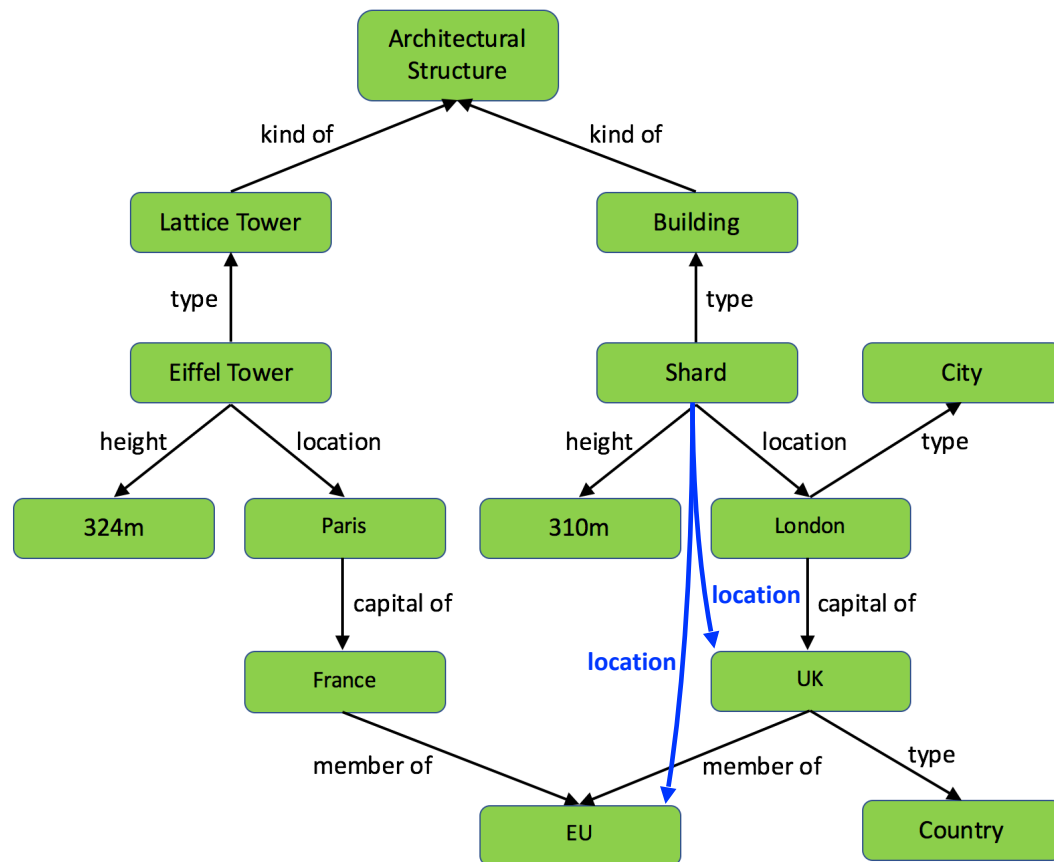 Architectural
Structure
kind of
kind of
Lattice Tower
Building
type
type
Eiffel Tower
Shard
City
height
location
height
location
type
324m
Paris
310m
London
capital of
location
capital of
location
France
UK
member of
member of
type
EU
Country